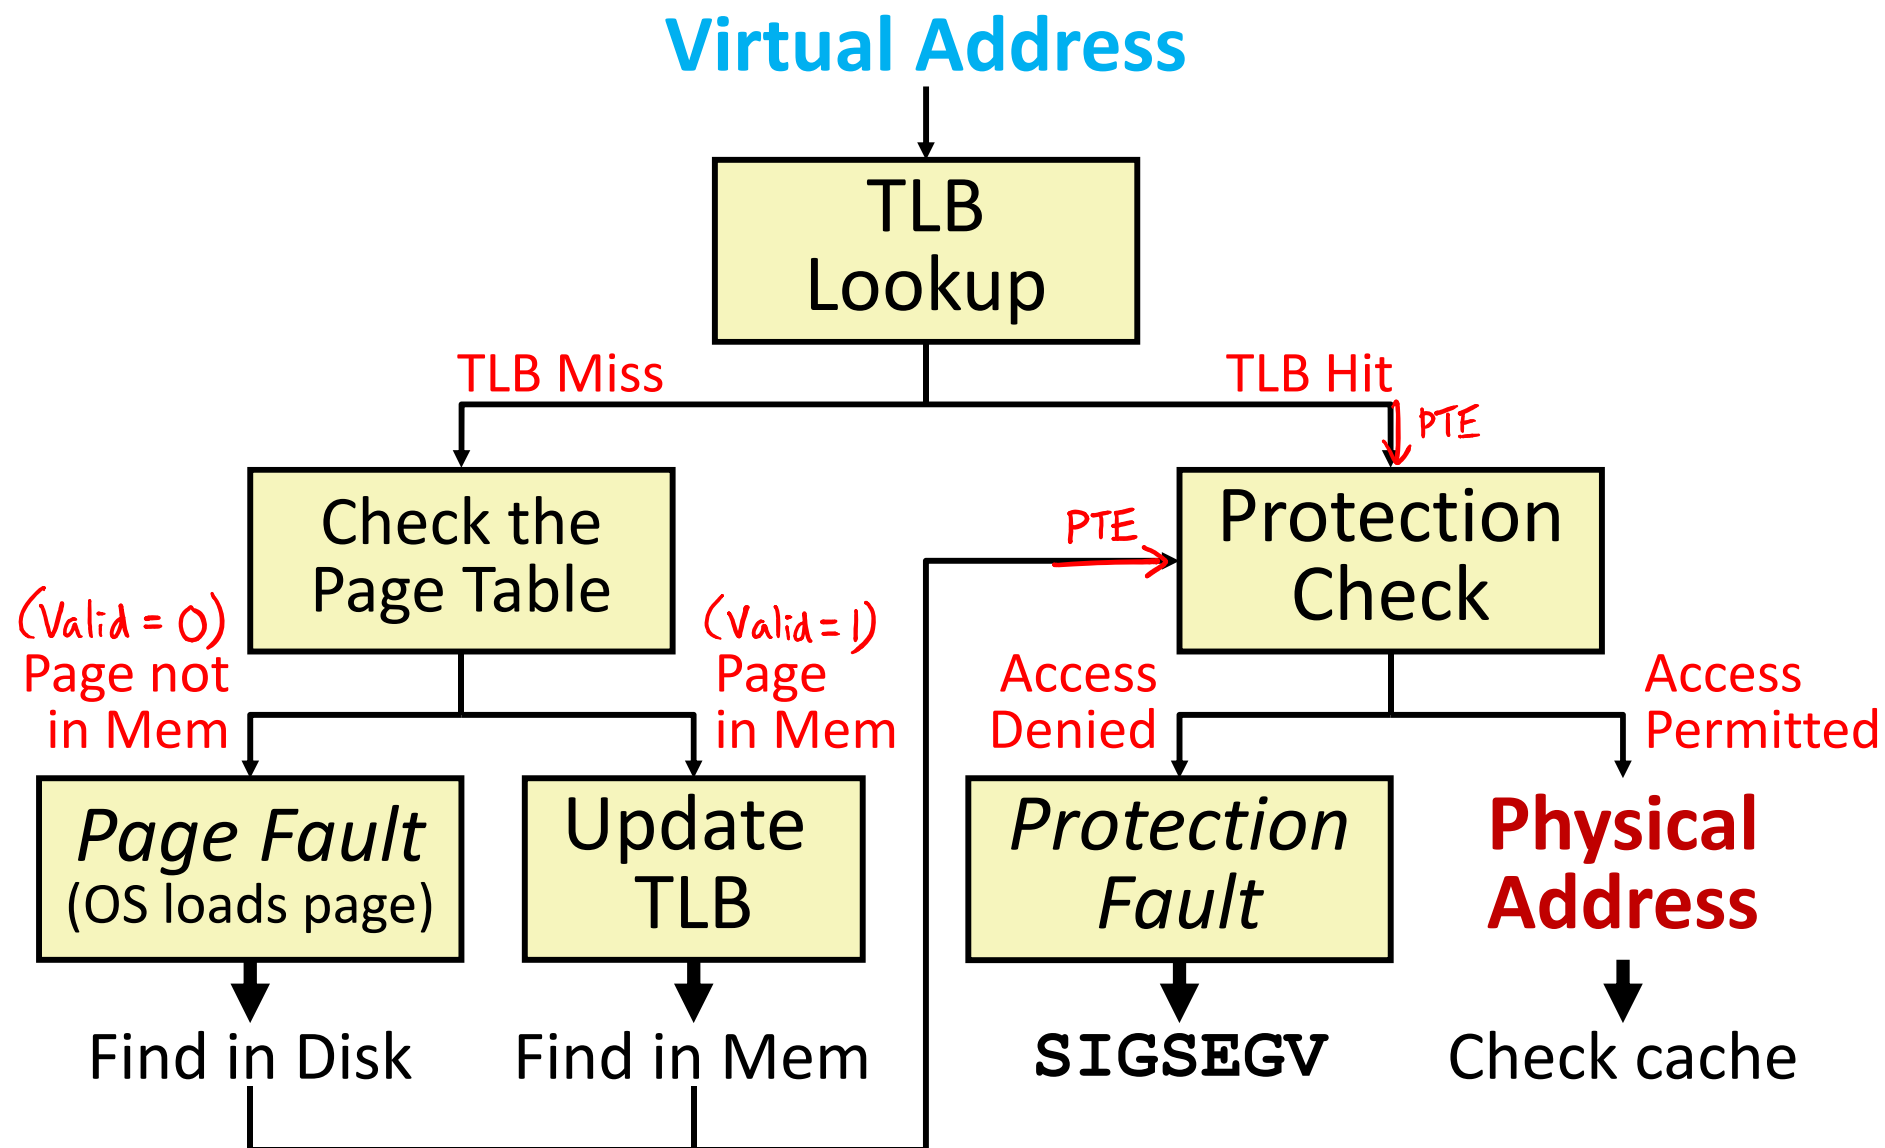 Virtual Address
TLB
Lookup
TLB Miss
TLB Hit
PTE
Check the
Page Table
PTE
Protection
Check
(Valid = 0)
Page not
in Mem
(Valid = 1)
Page
in Mem
Access
Denied
Access
Permitted
Page Fault
(OS loads page)
Update
TLB
Protection
Fault
Physical
Address
Find in Disk
Find in Mem
SIGSEGV
Check cache